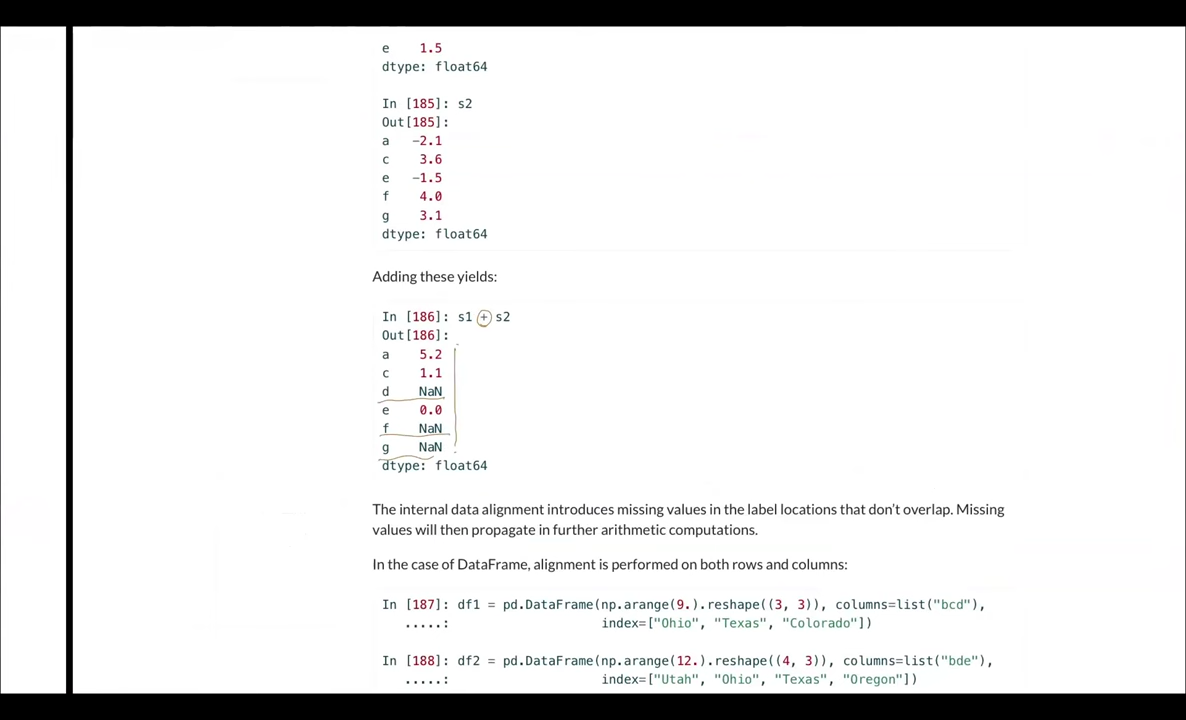 e    1.5
dtype: float64
In [185]: s2
Out[185]:
a   -2.1
c    3.6
e   -1.5
f    4.0
g    3.1
dtype: float64
Adding these yields:
In [186]: s1 + s2
Out[186]:
a    5.2
c    1.1
d    NaN
e    0.0
f    NaN
g    NaN
dtype: float64
The internal data alignment introduces missing values in the label locations that don’t overlap. Missing
values will then propagate in further arithmetic computations.
In the case of DataFrame, alignment is performed on both rows and columns:
In [187]: df1 = pd.DataFrame(np.arange(9.).reshape((3, 3)), columns=list("bcd"),
.....:                    index=["Ohio", "Texas", "Colorado"])
In [188]: df2 = pd.DataFrame(np.arange(12.).reshape((4, 3)), columns=list("bde"),
.....:                    index=["Utah", "Ohio", "Texas", "Oregon"])